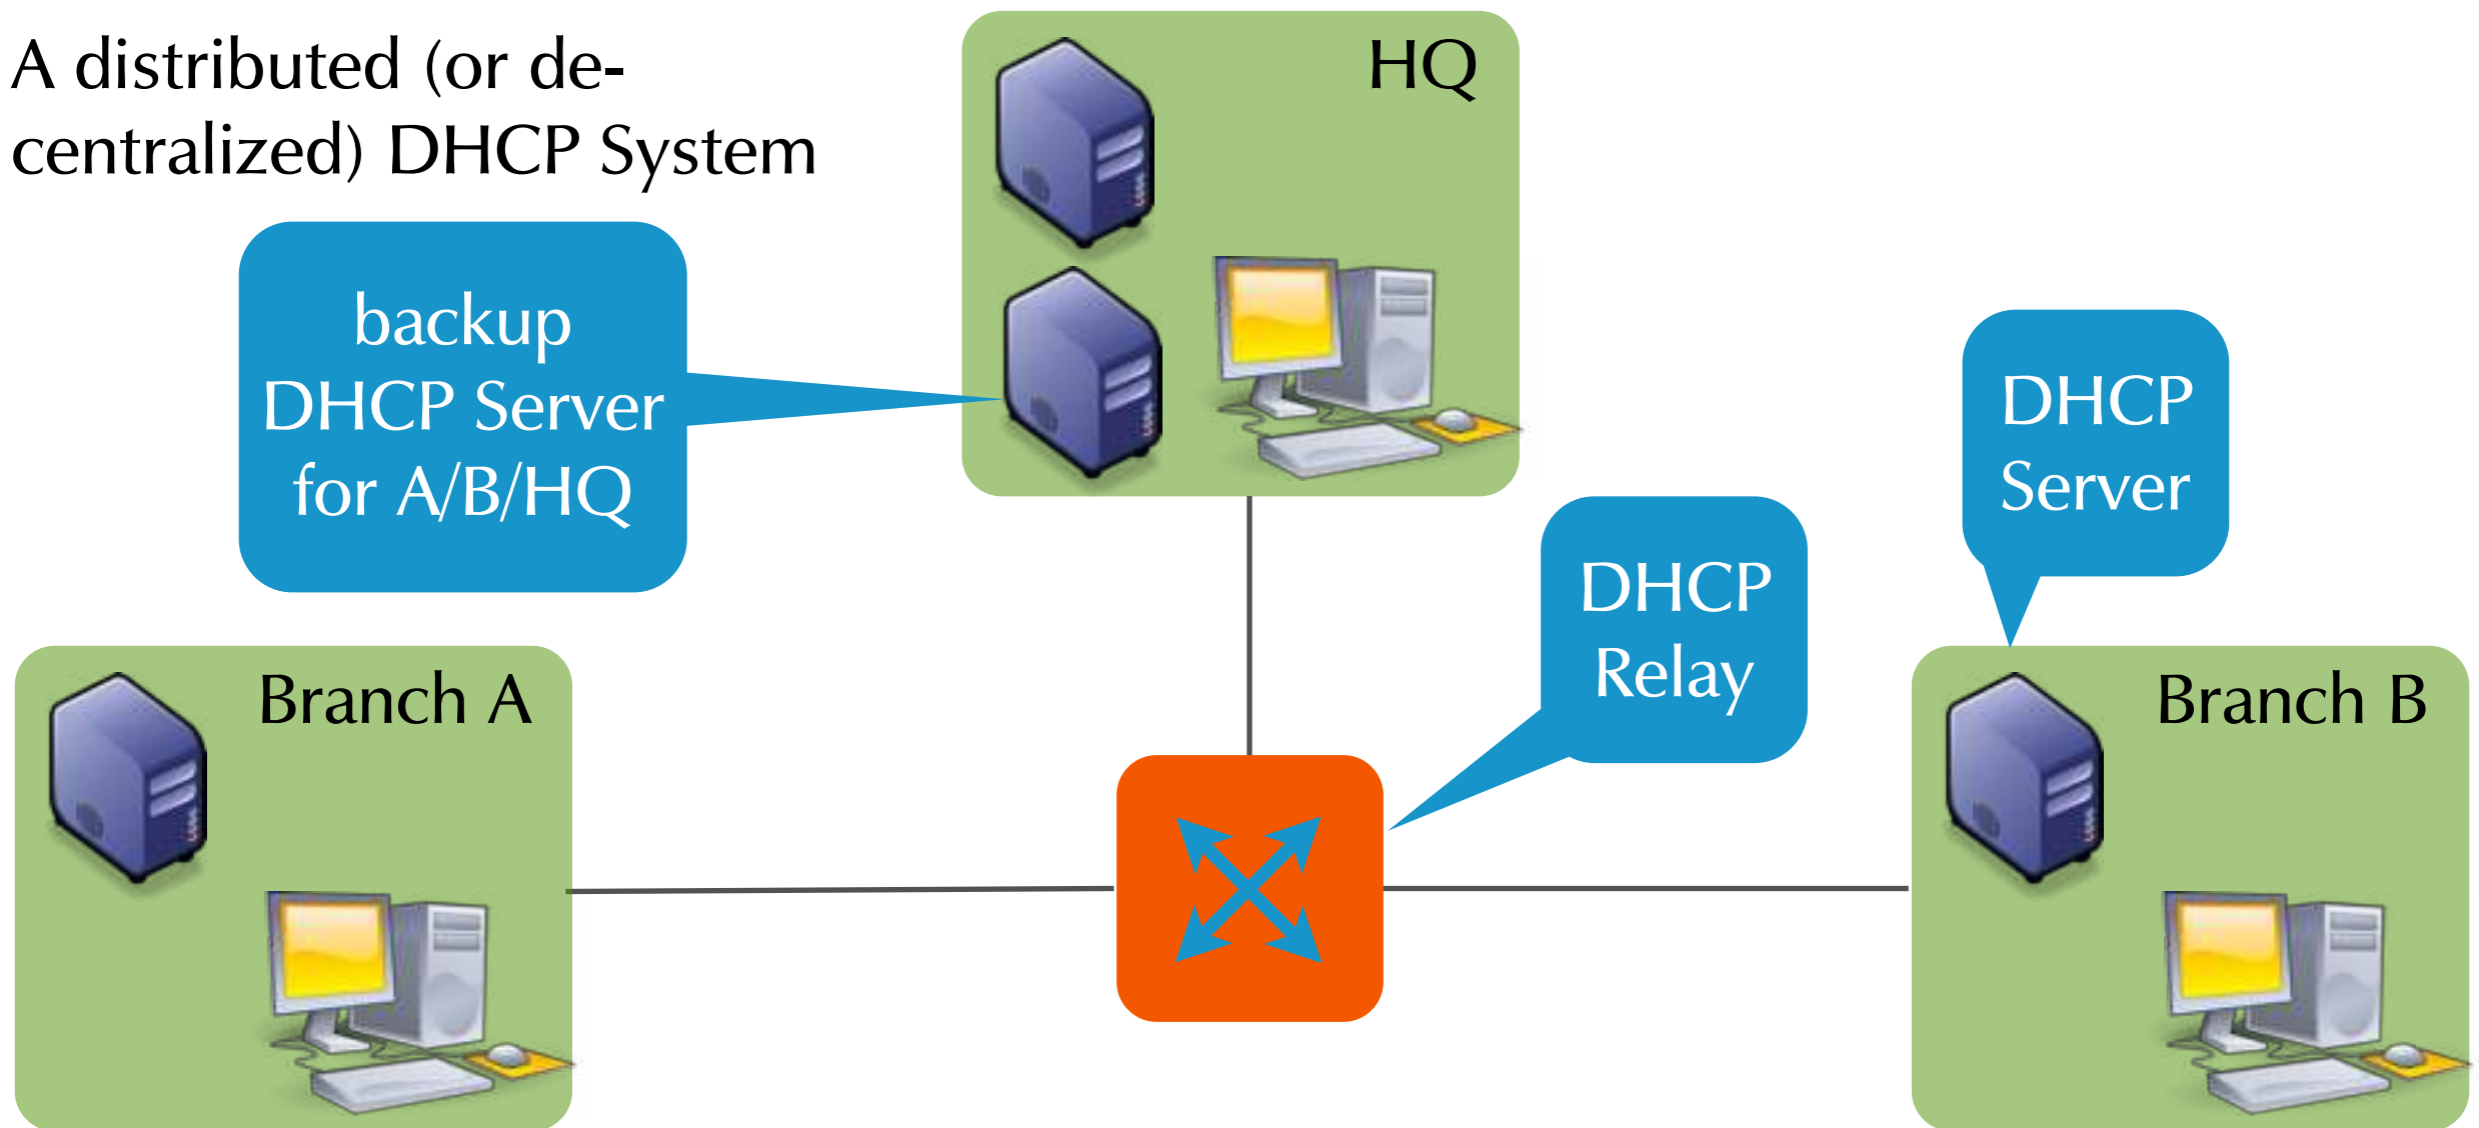 A distributed (or de-
centralized) DHCP System
HQ
backup
DHCP Server
for A/B/HQ
DHCP
Server
DHCP
Relay
Branch A
Branch B